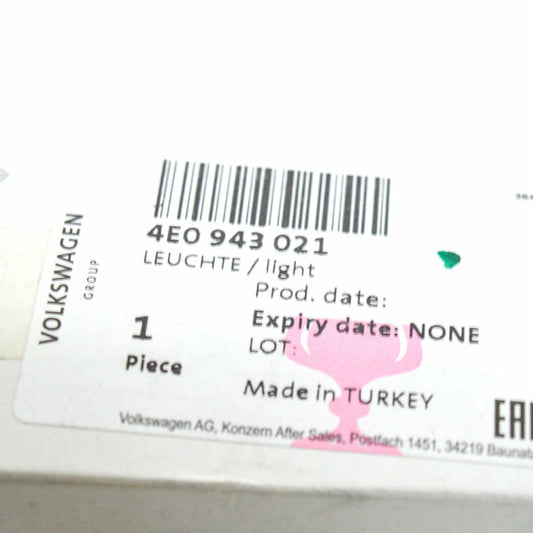 4E0 943 021
LEUCHTE / light
Prod. date:
Expiry date: NONE
LOT:
1
Piece
Made in TURKEY
VOLKSWAGEN
GROUP
Volkswagen AG, Konzern After Sales, Postfach 1451, 34219